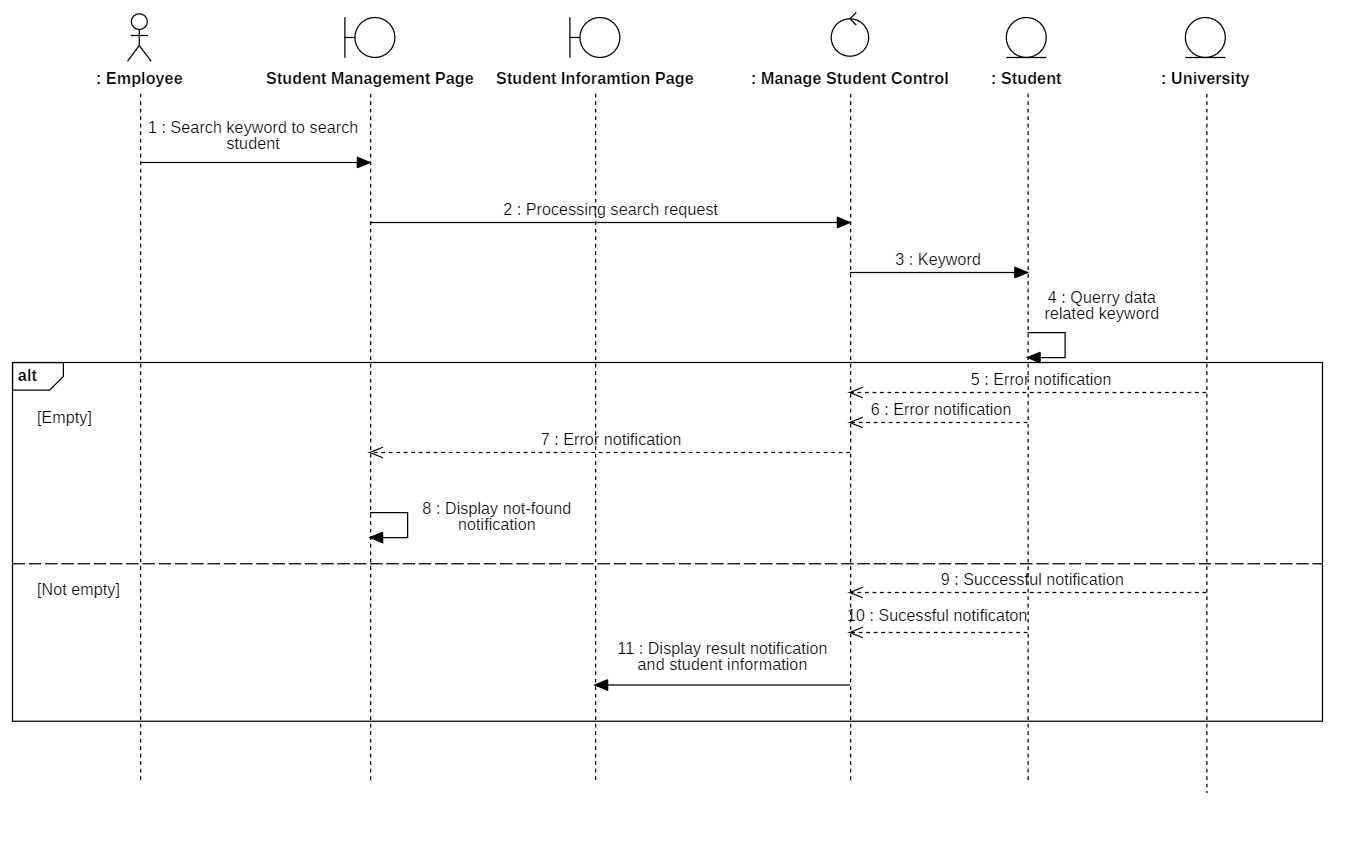 : Employee
Student Management Page
Student Inforamtion Page
: Manage Student Control
: Student
: University
1 : Search keyword to search
student
2 : Processing search request
3 : Keyword
4 : Querry data
related keyword
alt
5 : Error notification
6 : Error notification
[Empty]
7 : Error notification
8 : Display not-found
notification
9 : Successful notification
[Not empty]
10 : Sucessful notificaton
11 : Display result notification
and student information